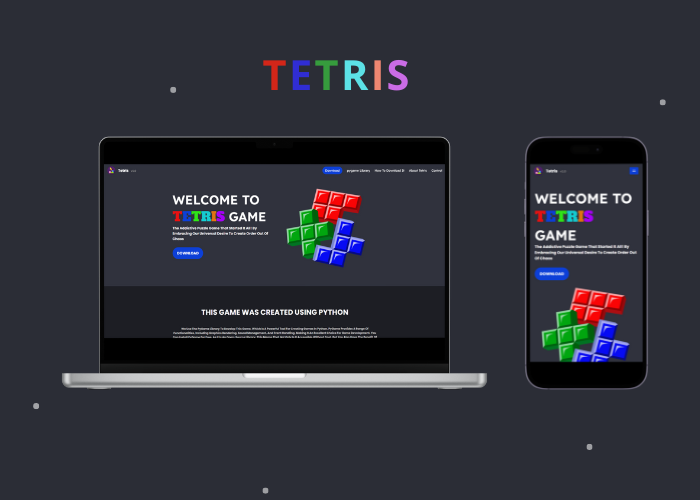 TETRIS
Tetris
Download pygame Library How To Download It About Tetris Control
WELCOME TO
TETRIS GAME
The Addictive Puzzle Game That Started It All! By
Embracing Our Universal Desire To Create Order Out Of
Chaos
DOWNLOAD
THIS GAME WAS CREATED USING PYTHON
Tetris
WELCOME TO
TETRIS
GAME
The Addictive Puzzle Game That Started It All! By
Embracing Our Universal Desire To Create Order Out
Of Chaos
DOWNLOAD